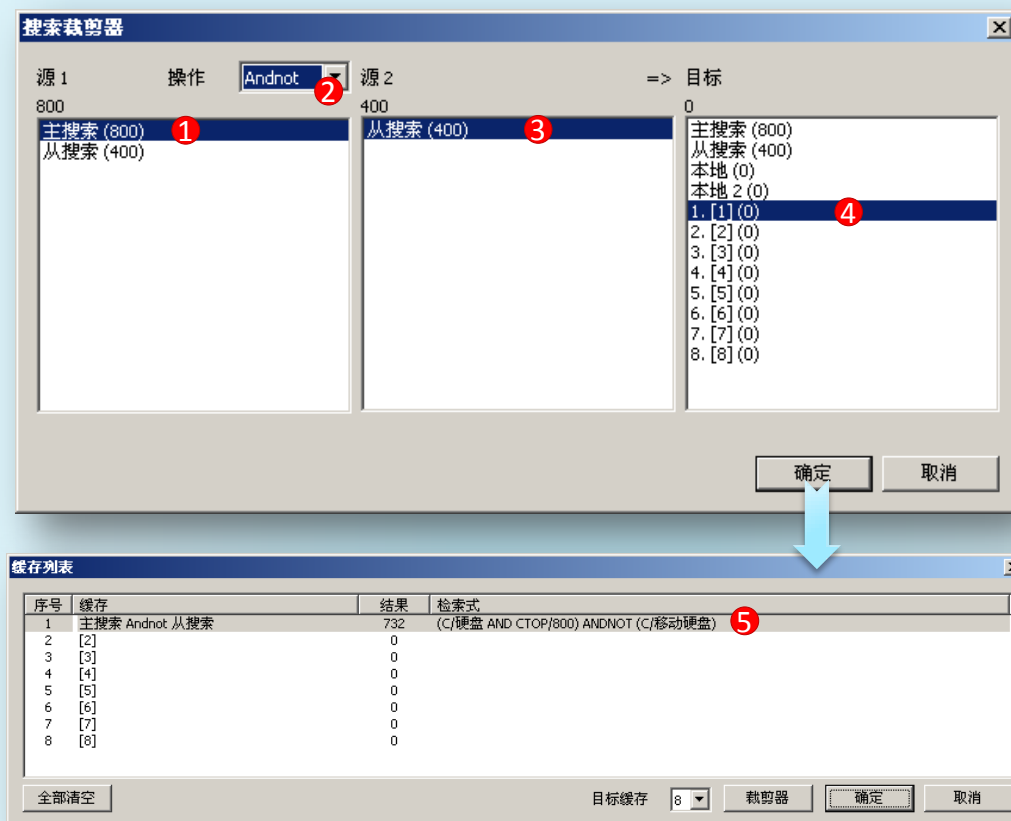 搜索裁剪器
源 1 操作 Andnot 源 2 => 目标
2
800 400 0
主搜索 (800) 1
从搜索 (400)
从搜索 (400) 3
主搜索 (800)
从搜索 (400)
本地 (0)
本地 2 (0)
1. [1] (0) 4
2. [2] (0)
3. [3] (0)
4. [4] (0)
5. [5] (0)
6. [6] (0)
7. [7] (0)
8. [8] (0)
确定 取消
缓存列表
序号 缓存 结果 检索式
1 主搜索 Andnot 从搜索 732 (C/硬盘 AND CTOP/800) ANDNOT (C/移动硬盘) 5
2 [2] 0
3 [3] 0
4 [4] 0
5 [5] 0
6 [6] 0
7 [7] 0
8 [8] 0
全部清空 目标缓存 8 裁剪器 确定 取消